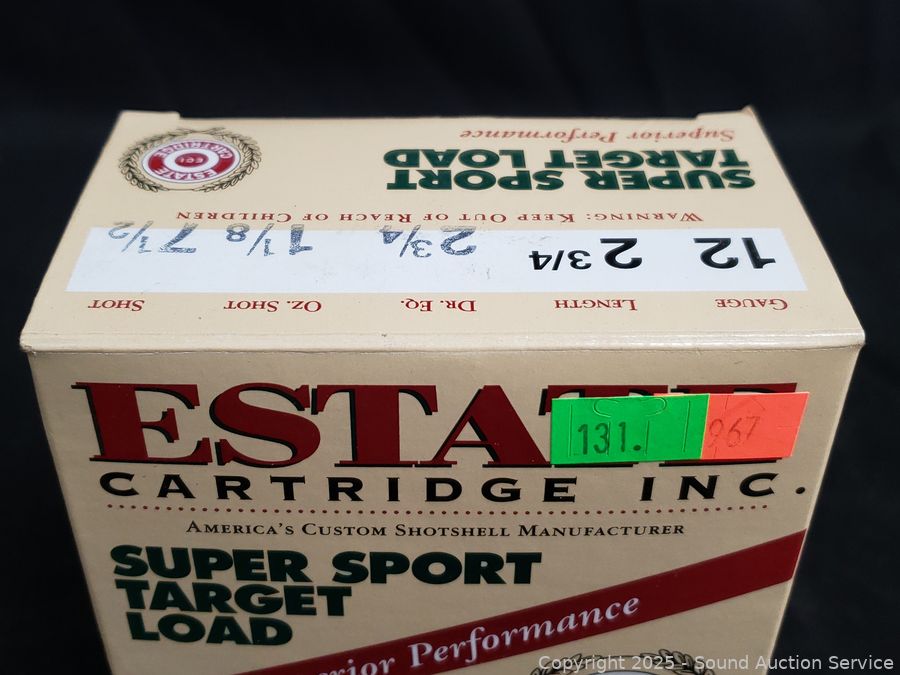 Superior Performance
SUPER SPORT
TARGET LOAD
ESTATE
CARTRIDGE
ECI
WARNING: KEEP OUT OF REACH OF CHILDREN
12 2 3/4 2 3/4 1 1/8 7 1/2
GAUGE LENGTH DR. EQ. OZ. SHOT SHOT
ESTATE
131. 967
CARTRIDGE INC.
AMERICA'S CUSTOM SHOTSHELL MANUFACTURER
SUPER SPORT
TARGET
LOAD
Superior Performance
Copyright © 2025 - Sound Auction Service